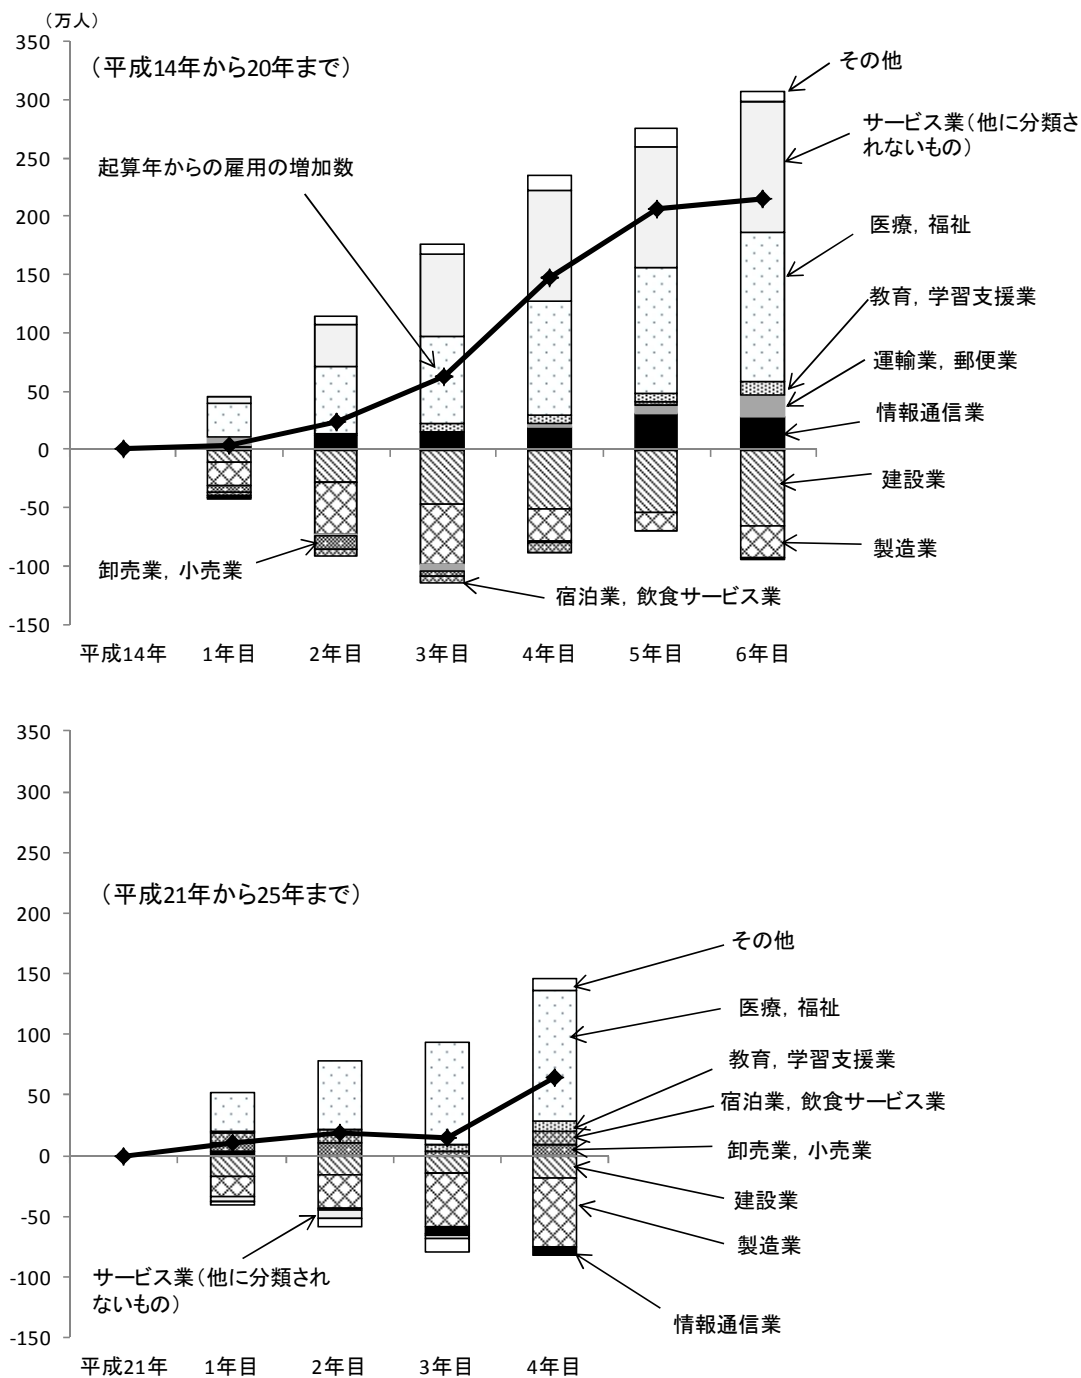 （万人）
350
300
250
200
150
100
50
0
-50
-100
-150
（平成14年から20年まで）
起算年からの雇用の増加数
その他
サービス業（他に分類さ
れないもの）
医療，福祉
教育，学習支援業
運輸業，郵便業
情報通信業
建設業
製造業
卸売業，小売業
宿泊業，飲食サービス業
平成14年
1年目
2年目
3年目
4年目
5年目
6年目
350
300
250
200
150
100
50
0
-50
-100
-150
（平成21年から25年まで）
その他
医療，福祉
教育，学習支援業
宿泊業，飲食サービス業
卸売業，小売業
建設業
製造業
サービス業（他に分類され
ないもの）
情報通信業
平成21年
1年目
2年目
3年目
4年目